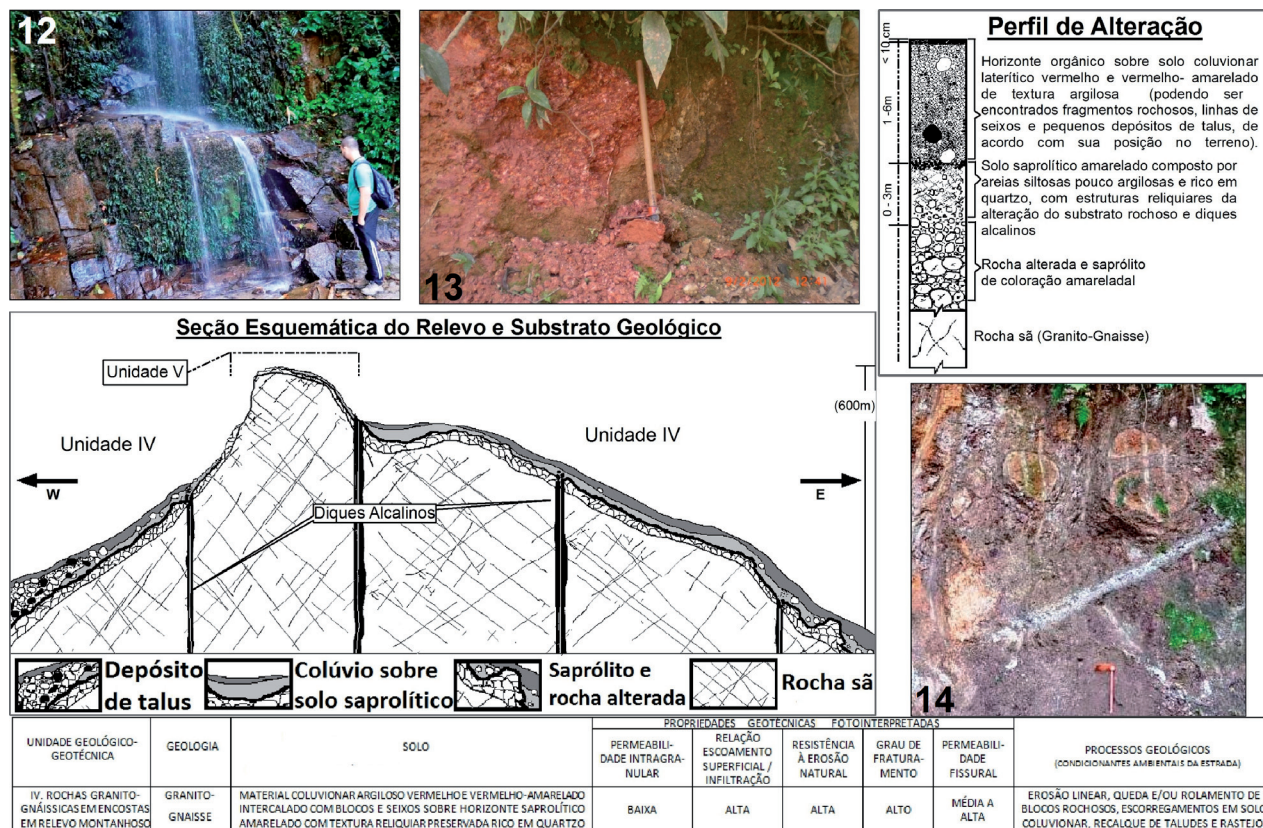 12
13
Perfil de Alteração
< 10 cm
1 -6m
0 - 3m
Horizonte orgânico sobre solo coluvionar
laterítico vermelho e vermelho- amarelado
de textura argilosa (podendo ser
encontrados fragmentos rochosos, linhas de
seixos e pequenos depósitos de talus, de
acordo com sua posição no terreno).
Solo saprolítico amarelado composto por
areias siltosas pouco argilosas e rico em
quartzo, com estruturas reliquiares da
alteração do substrato rochoso e diques
alcalinos
Rocha alterada e saprólito
de coloração amareladal
Rocha sã (Granito-Gnaisse)
Seção Esquemática do Relevo e Substrato Geológico
Unidade V
(600m)
Unidade IV
Unidade IV
W
E
Diques Alcalinos
Depósito
de talus
Colúvio sobre
solo saprolítico
Saprólito e
rocha alterada
Rocha sã
14
UNIDADE GEOLÓGICO-
GEOTÉCNICA
GEOLOGIA
SOLO
PROPRIEDADES GEOTÉCNICAS FOTOINTERPRETADAS
PERMEABILI-
DADE INTRAGRA-
NULAR
RELAÇÃO
ESCOAMENTO
SUPERFICIAL /
INFILTRAÇÃO
RESISTÊNCIA
À EROSÃO
NATURAL
GRAU DE
FRATURA-
MENTO
PERMEABILI-
DADE
FISSURAL
PROCESSOS GEOLÓGICOS
(CONDICIONANTES AMBIENTAIS DA ESTRADA)
IV. ROCHAS GRANITO-
GNÁISSICAS EM ENCOSTAS
EM RELEVO MONTANHOSO
GRANITO-
GNAISSE
MATERIAL COLUVIONAR ARGILOSO VERMELHO E VERMELHO-AMARELADO
INTERCALADO COM BLOCOS E SEIXOS SOBRE HORIZONTE SAPROLÍTICO
AMARELADO COM TEXTURA RELIQUIAR PRESERVADA RICO EM QUARTZO
BAIXA
ALTA
ALTA
ALTO
MÉDIA A
ALTA
EROSÃO LINEAR, QUEDA E/OU ROLAMENTO DE
BLOCOS ROCHOSOS, ESCORREGAMENTOS EM SOLO
COLUVIONAR, RECALQUE DE TALUDES E RASTEJO